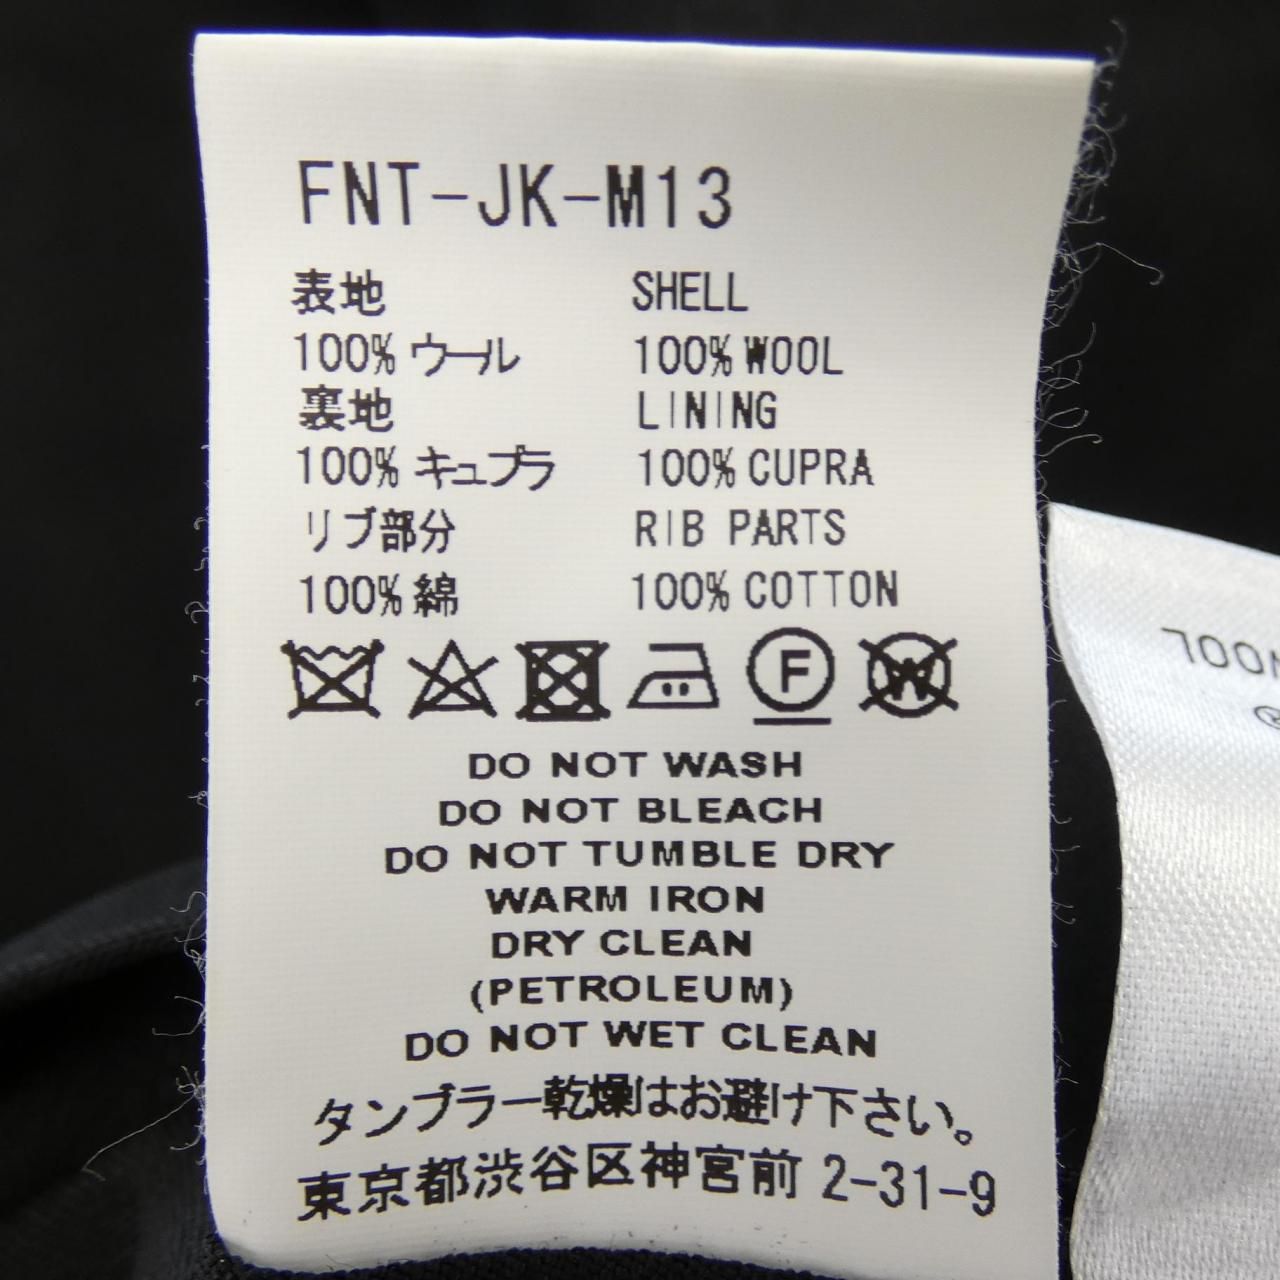 FNT-JK-M13
表地 SHELL
100% ウール 100% WOOL
裏地 LINING
100% キュプラ 100% CUPRA
リブ部分 RIB PARTS
100% 綿 100% COTTON
F W
DO NOT WASH
DO NOT BLEACH
DO NOT TUMBLE DRY
WARM IRON
DRY CLEAN
(PETROLEUM)
DO NOT WET CLEAN
タンブラー乾燥はお避け下さい。
東京都渋谷区神宮前 2-31-9